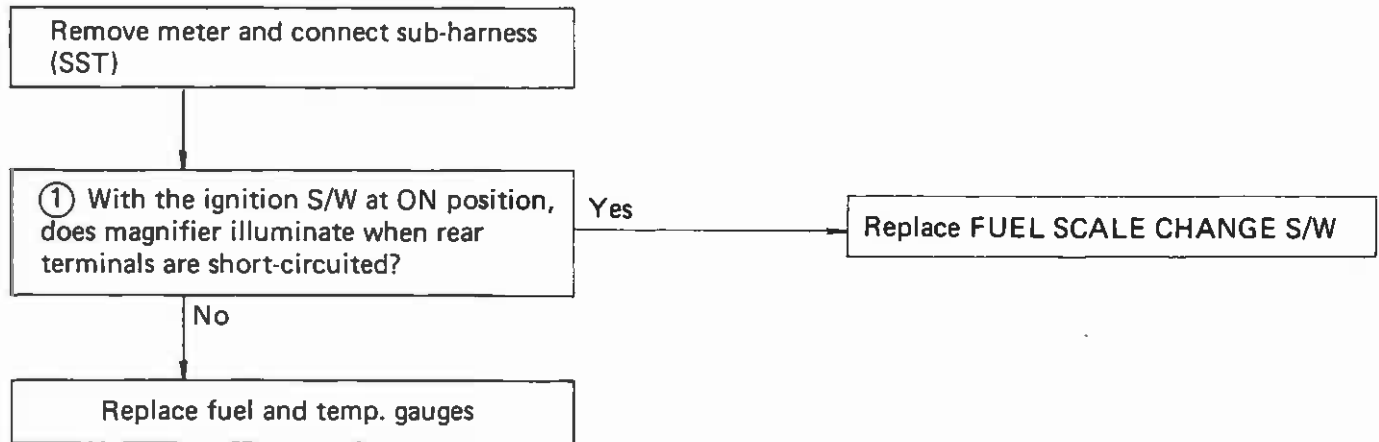 Remove meter and connect sub-harness
(SST)
① With the ignition S/W at ON position,
does magnifier illuminate when rear
terminals are short-circuited?
Yes
Replace FUEL SCALE CHANGE S/W
No
Replace fuel and temp. gauges